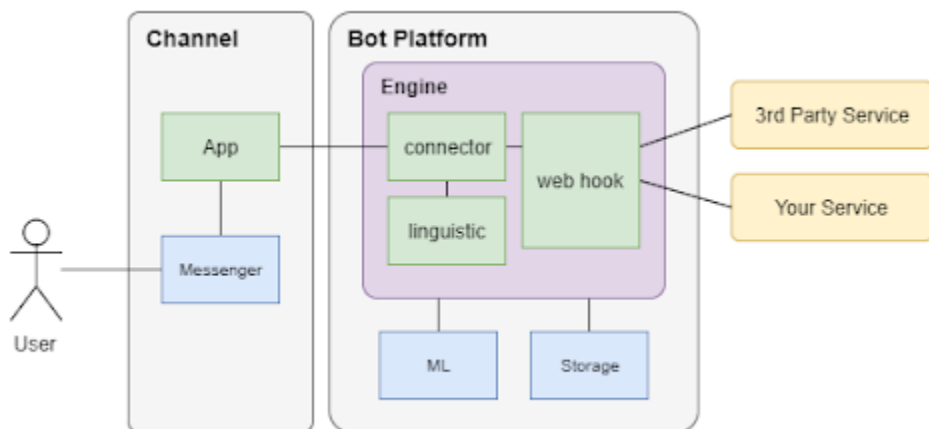 Channel
Bot Platform
Engine
App
connector
web hook
linguistic
Messenger
User
ML
Storage
3rd Party Service
Your Service